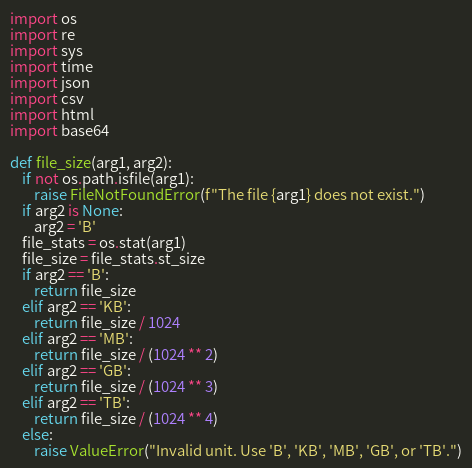 import os
import re
import sys
import time
import json
import csv
import html
import base64

def file_size(arg1, arg2):
    if not os.path.isfile(arg1):
        raise FileNotFoundError(f"The file {arg1} does not exist.")
    if arg2 is None:
        arg2 = 'B'
    file_stats = os.stat(arg1)
    file_size = file_stats.st_size
    if arg2 == 'B':
        return file_size
    elif arg2 == 'KB':
        return file_size / 1024
    elif arg2 == 'MB':
        return file_size / (1024 ** 2)
    elif arg2 == 'GB':
        return file_size / (1024 ** 3)
    elif arg2 == 'TB':
        return file_size / (1024 ** 4)
    else:
        raise ValueError("Invalid unit. Use 'B', 'KB', 'MB', 'GB', or 'TB'.")